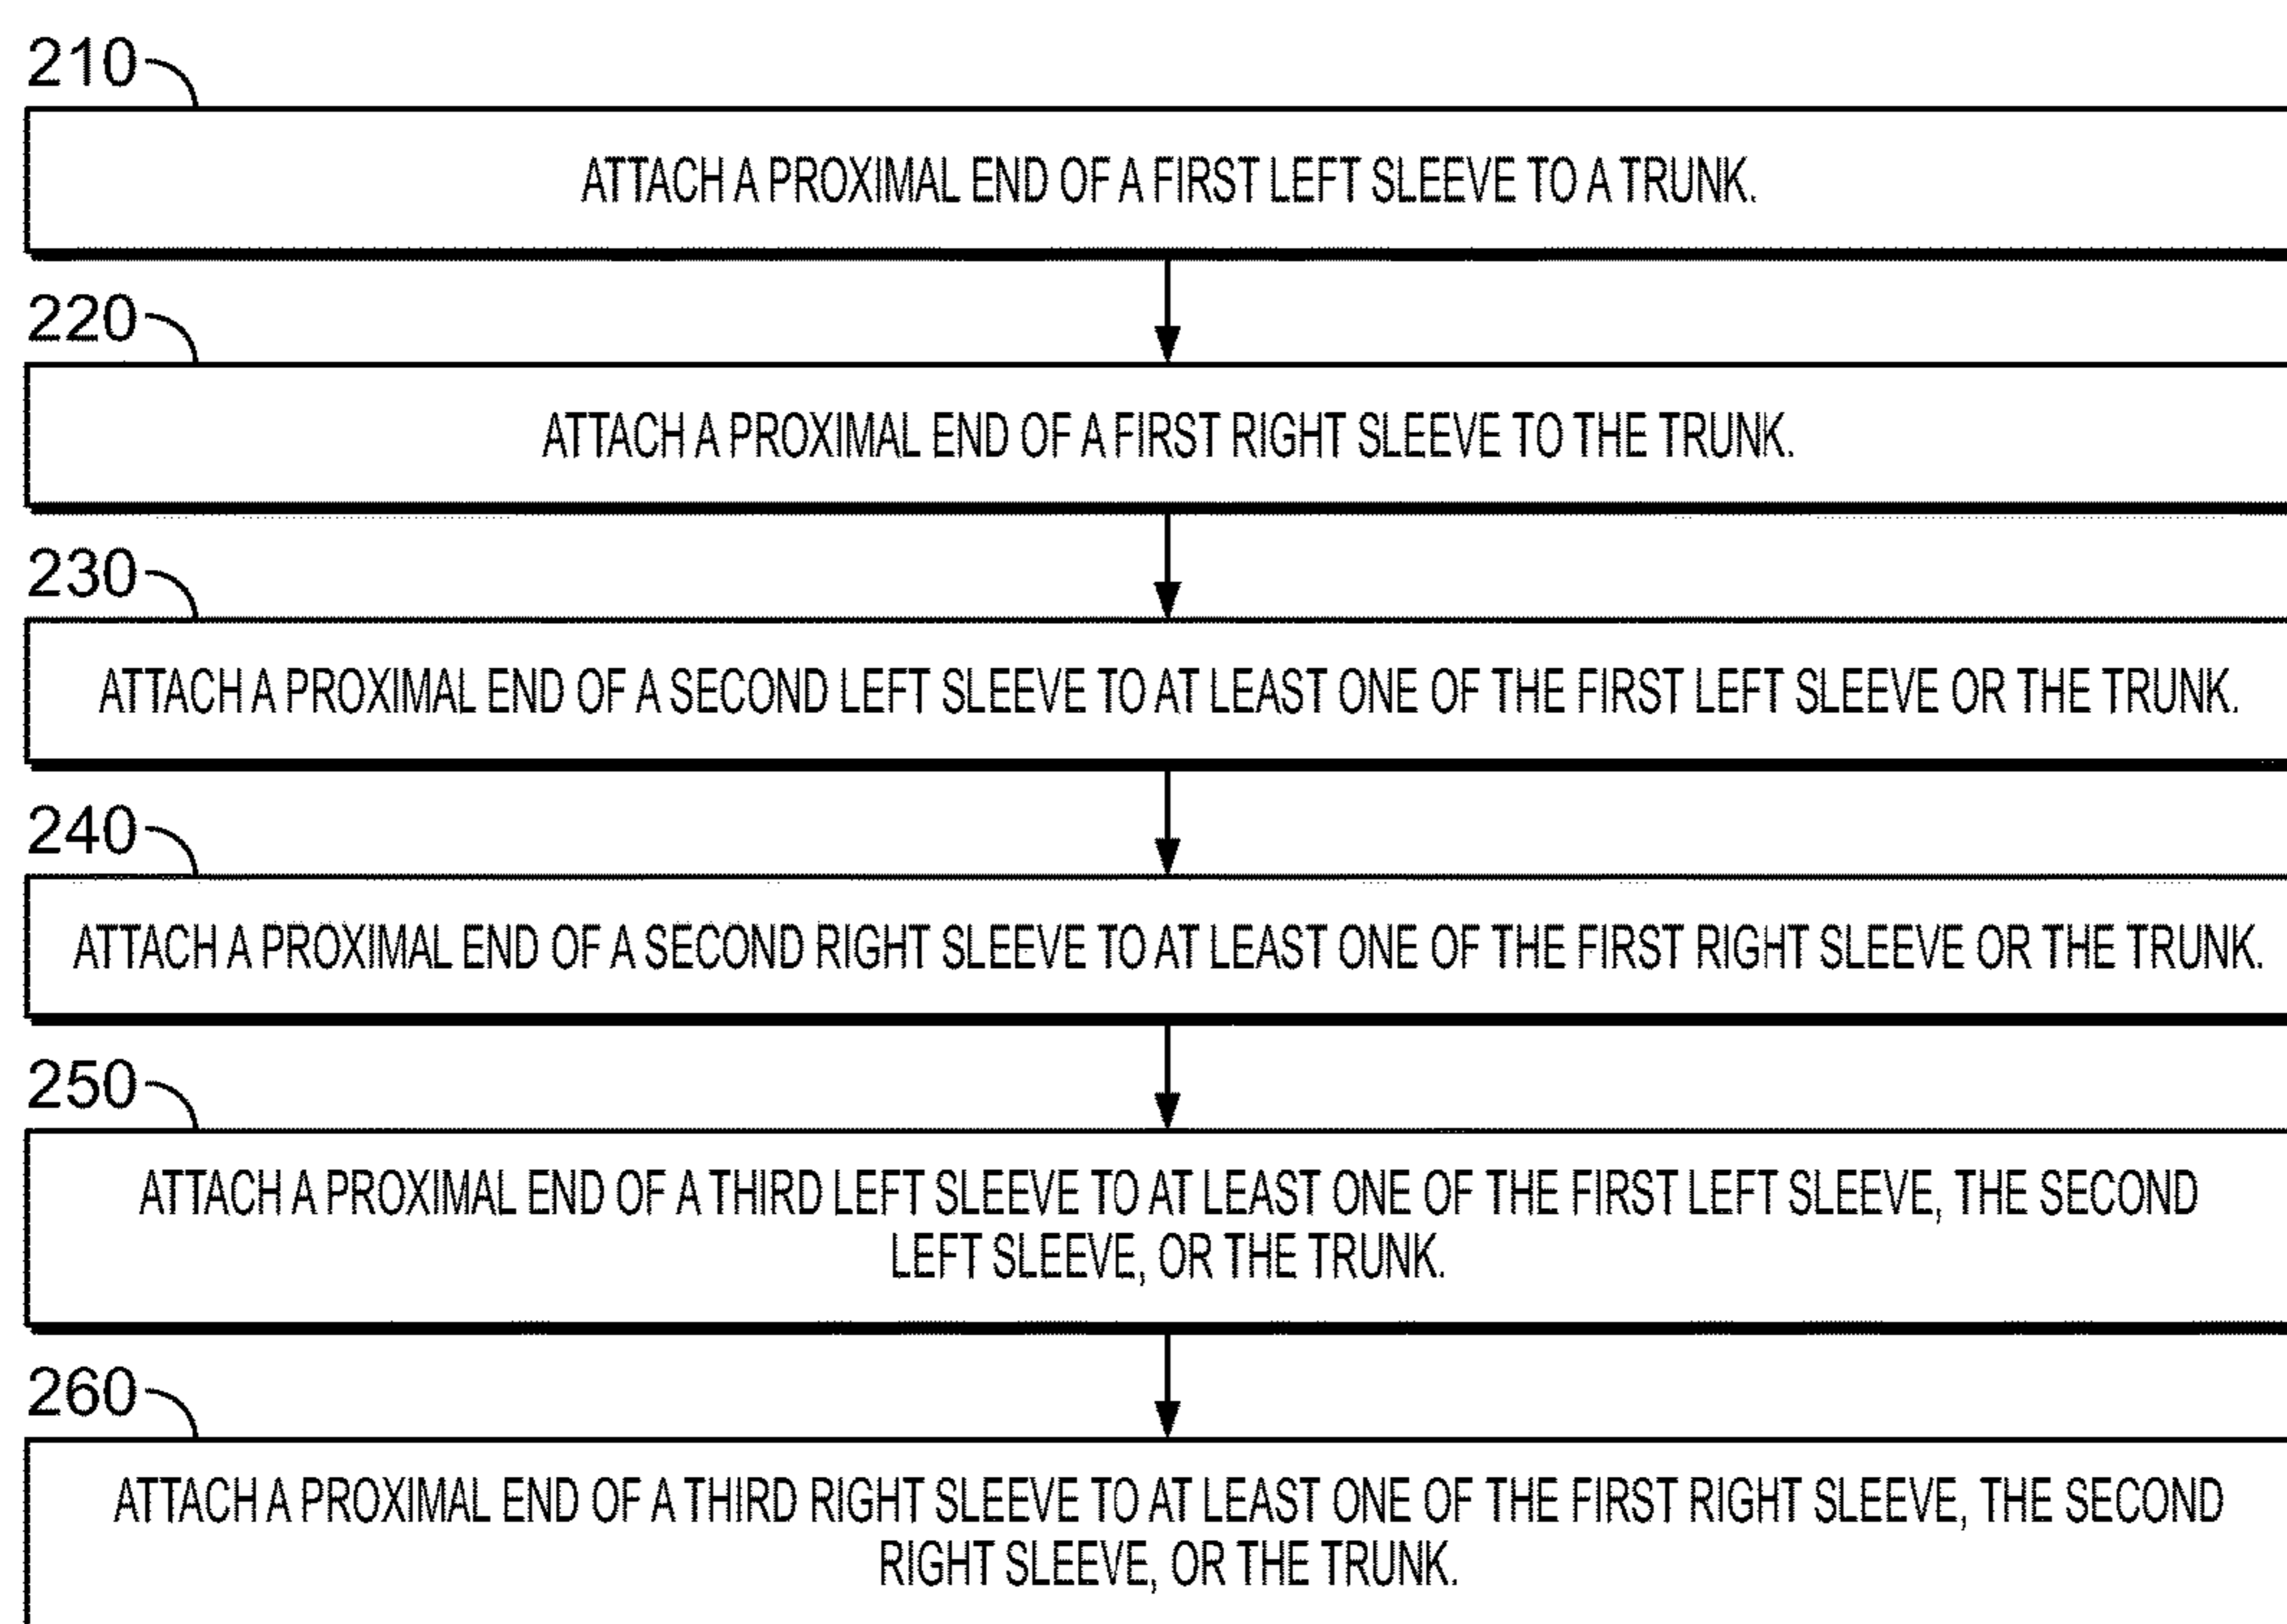 210
ATTACH A PROXIMAL END OF A FIRST LEFT SLEEVE TO A TRUNK.
220
ATTACH A PROXIMAL END OF A FIRST RIGHT SLEEVE TO THE TRUNK.
230
ATTACH A PROXIMAL END OF A SECOND LEFT SLEEVE TO AT LEAST ONE OF THE FIRST LEFT SLEEVE OR THE TRUNK.
240
ATTACH A PROXIMAL END OF A SECOND RIGHT SLEEVE TO AT LEAST ONE OF THE FIRST RIGHT SLEEVE OR THE TRUNK.
250
ATTACH A PROXIMAL END OF A THIRD LEFT SLEEVE TO AT LEAST ONE OF THE FIRST LEFT SLEEVE, THE SECOND
LEFT SLEEVE, OR THE TRUNK.
260
ATTACH A PROXIMAL END OF A THIRD RIGHT SLEEVE TO AT LEAST ONE OF THE FIRST RIGHT SLEEVE, THE SECOND
RIGHT SLEEVE, OR THE TRUNK.